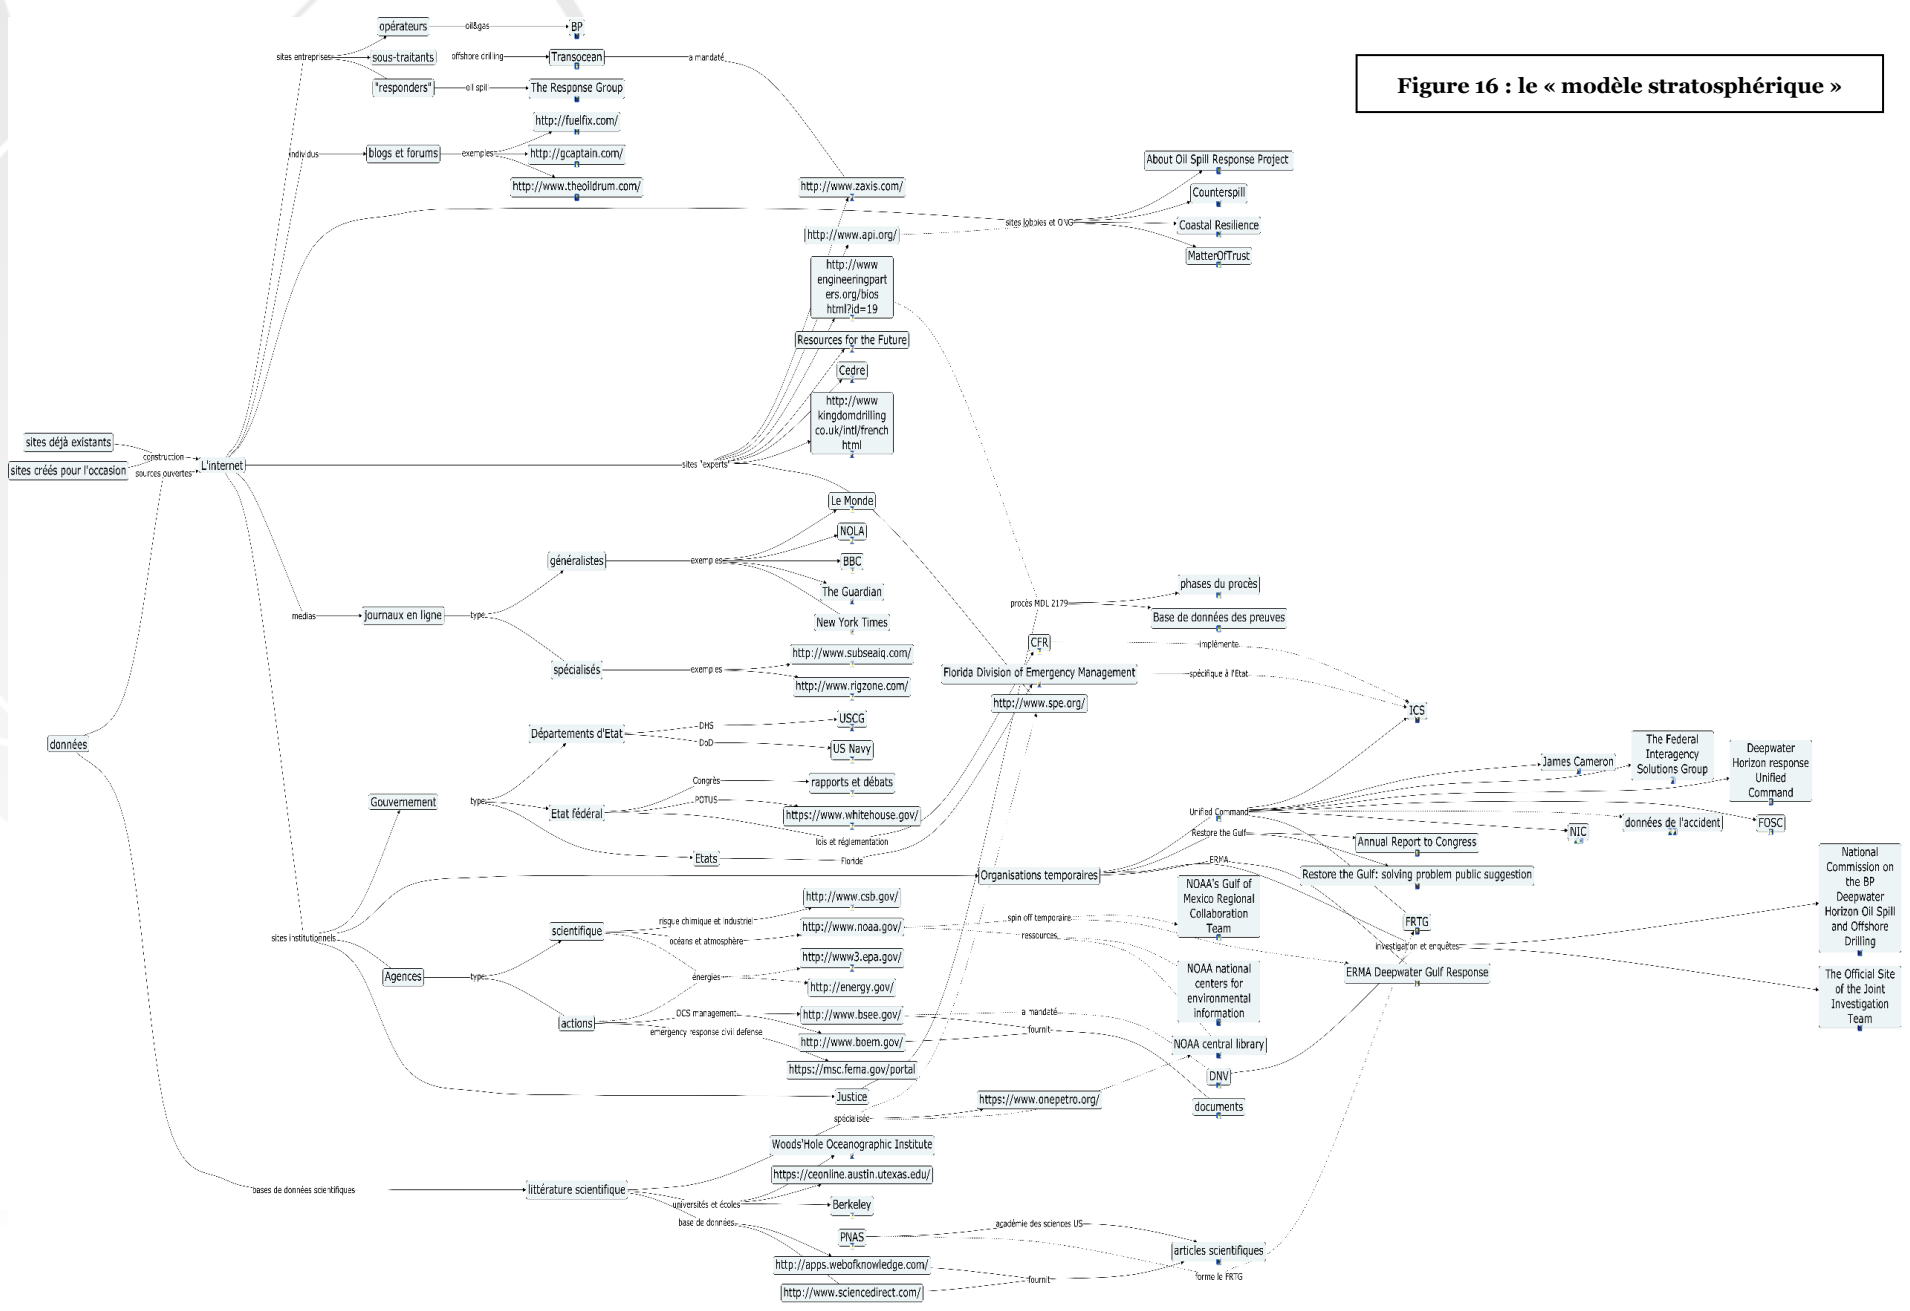 Figure 16 : le « modèle stratosphérique »
opérateurs
oil&gas
BP
sites entreprises
sous-traitants
offshore drilling
Transocean
a mandaté
"responders"
oil spill
The Response Group
http://fuelfix.com/
individus
blogs et forums
exemples
http://gcaptain.com/
http://www.theoildrum.com/
http://www.zaxis.com/
About Oil Spill Response Project
Counterspill
sites lobbies et ONG
Coastal Resilience
MatterOfTrust
http://www.api.org/
http://www
engineeringpart
ers.org/bios
html?id=19
Resources for the Future
Cedre
http://www
kingdomdrilling
co.uk/intl/french
html
sites déjà existants
construction
sites créés pour l'occasion
sources ouvertes
L'internet
sites "experts"
Le Monde
NOLA
généralistes
exemples
BBC
The Guardian
New York Times
medias
journaux en ligne
type
spécialisés
exemples
http://www.subseaiq.com/
http://www.rigzone.com/
phases du procès
procès MDL 2179
Base de données des preuves
CFR
implémente
Florida Division of Emergency Management
spécifique à l'Etat
http://www.spe.org/
ICS
données
Départements d'Etat
DHS
USCG
DoD
US Navy
Gouvernement
type
Congrès
rapports et débats
Etat fédéral
POTUS
https://www.whitehouse.gov/
lois et réglementation
Etats
Floride
James Cameron
The Federal
Interagency
Solutions Group
Deepwater
Horizon response
Unified
Command
Unified Command
données de l'accident
FOSC
NIC
Restore the Gulf
Annual Report to Congress
ERMA
Restore the Gulf: solving problem public suggestion
Organisations temporaires
National
Commission on
the BP
Deepwater
Horizon Oil Spill
and Offshore
Drilling
NOAA's Gulf of
Mexico Regional
Collaboration
Team
FRTG
investigation et enquêtes
ERMA Deepwater Gulf Response
The Official Site
of the Joint
Investigation
Team
sites institutionnels
http://www.csb.gov/
risque chimique et industriel
scientifique
http://www.noaa.gov/
océans et atmosphère
spin off temporaire
ressources
http://www3.epa.gov/
énergies
http://energy.gov/
NOAA national
centers for
environmental
information
Agences
type
actions
OCS management
http://www.bsee.gov/
a mandaté
emergency response civil defense
http://www.boem.gov/
fournit
NOAA central library
https://msc.fema.gov/portal
DNV
Justice
https://www.onepetro.org/
documents
spécialisée
Woods'Hole Oceanographic Institute
https://ceonline.austin.utexas.edu/
bases de données scientifiques
littérature scientifique
universités et écoles
Berkeley
base de données
PNAS
académie des sciences US
articles scientifiques
http://apps.webofknowledge.com/
forme le FRTG
fournit
http://www.sciencedirect.com/